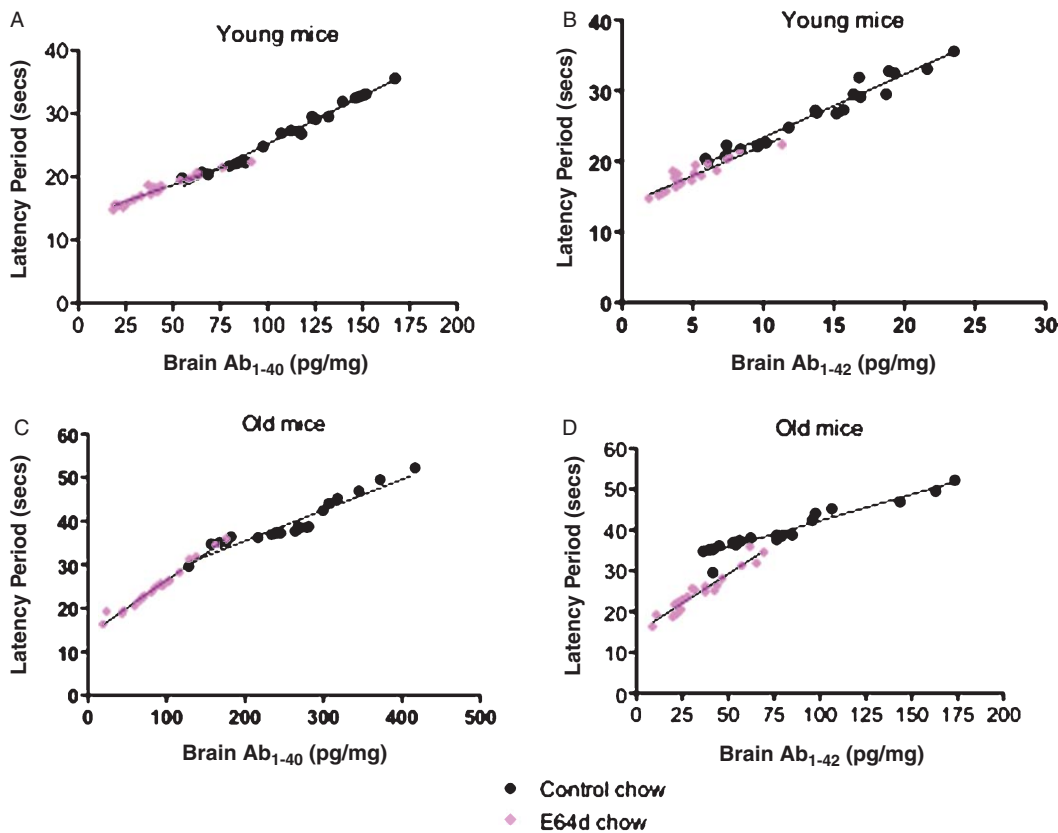 A
Young mice
Latency Period (secs)
40
30
20
10
0
0 25 50 75 100 125 150 175 200
Brain Ab1-40 (pg/mg)
B
Young mice
Latency Period (secs)
40
30
20
10
0
0 5 10 15 20 25 30
Brain Ab1-42 (pg/mg)
C
Old mice
Latency Period (secs)
60
50
40
30
20
10
0
0 100 200 300 400 500
Brain Ab1-40 (pg/mg)
D
Old mice
Latency Period (secs)
60
50
40
30
20
10
0
0 25 50 75 100 125 150 175 200
Brain Ab1-42 (pg/mg)
Control chow
E64d chow